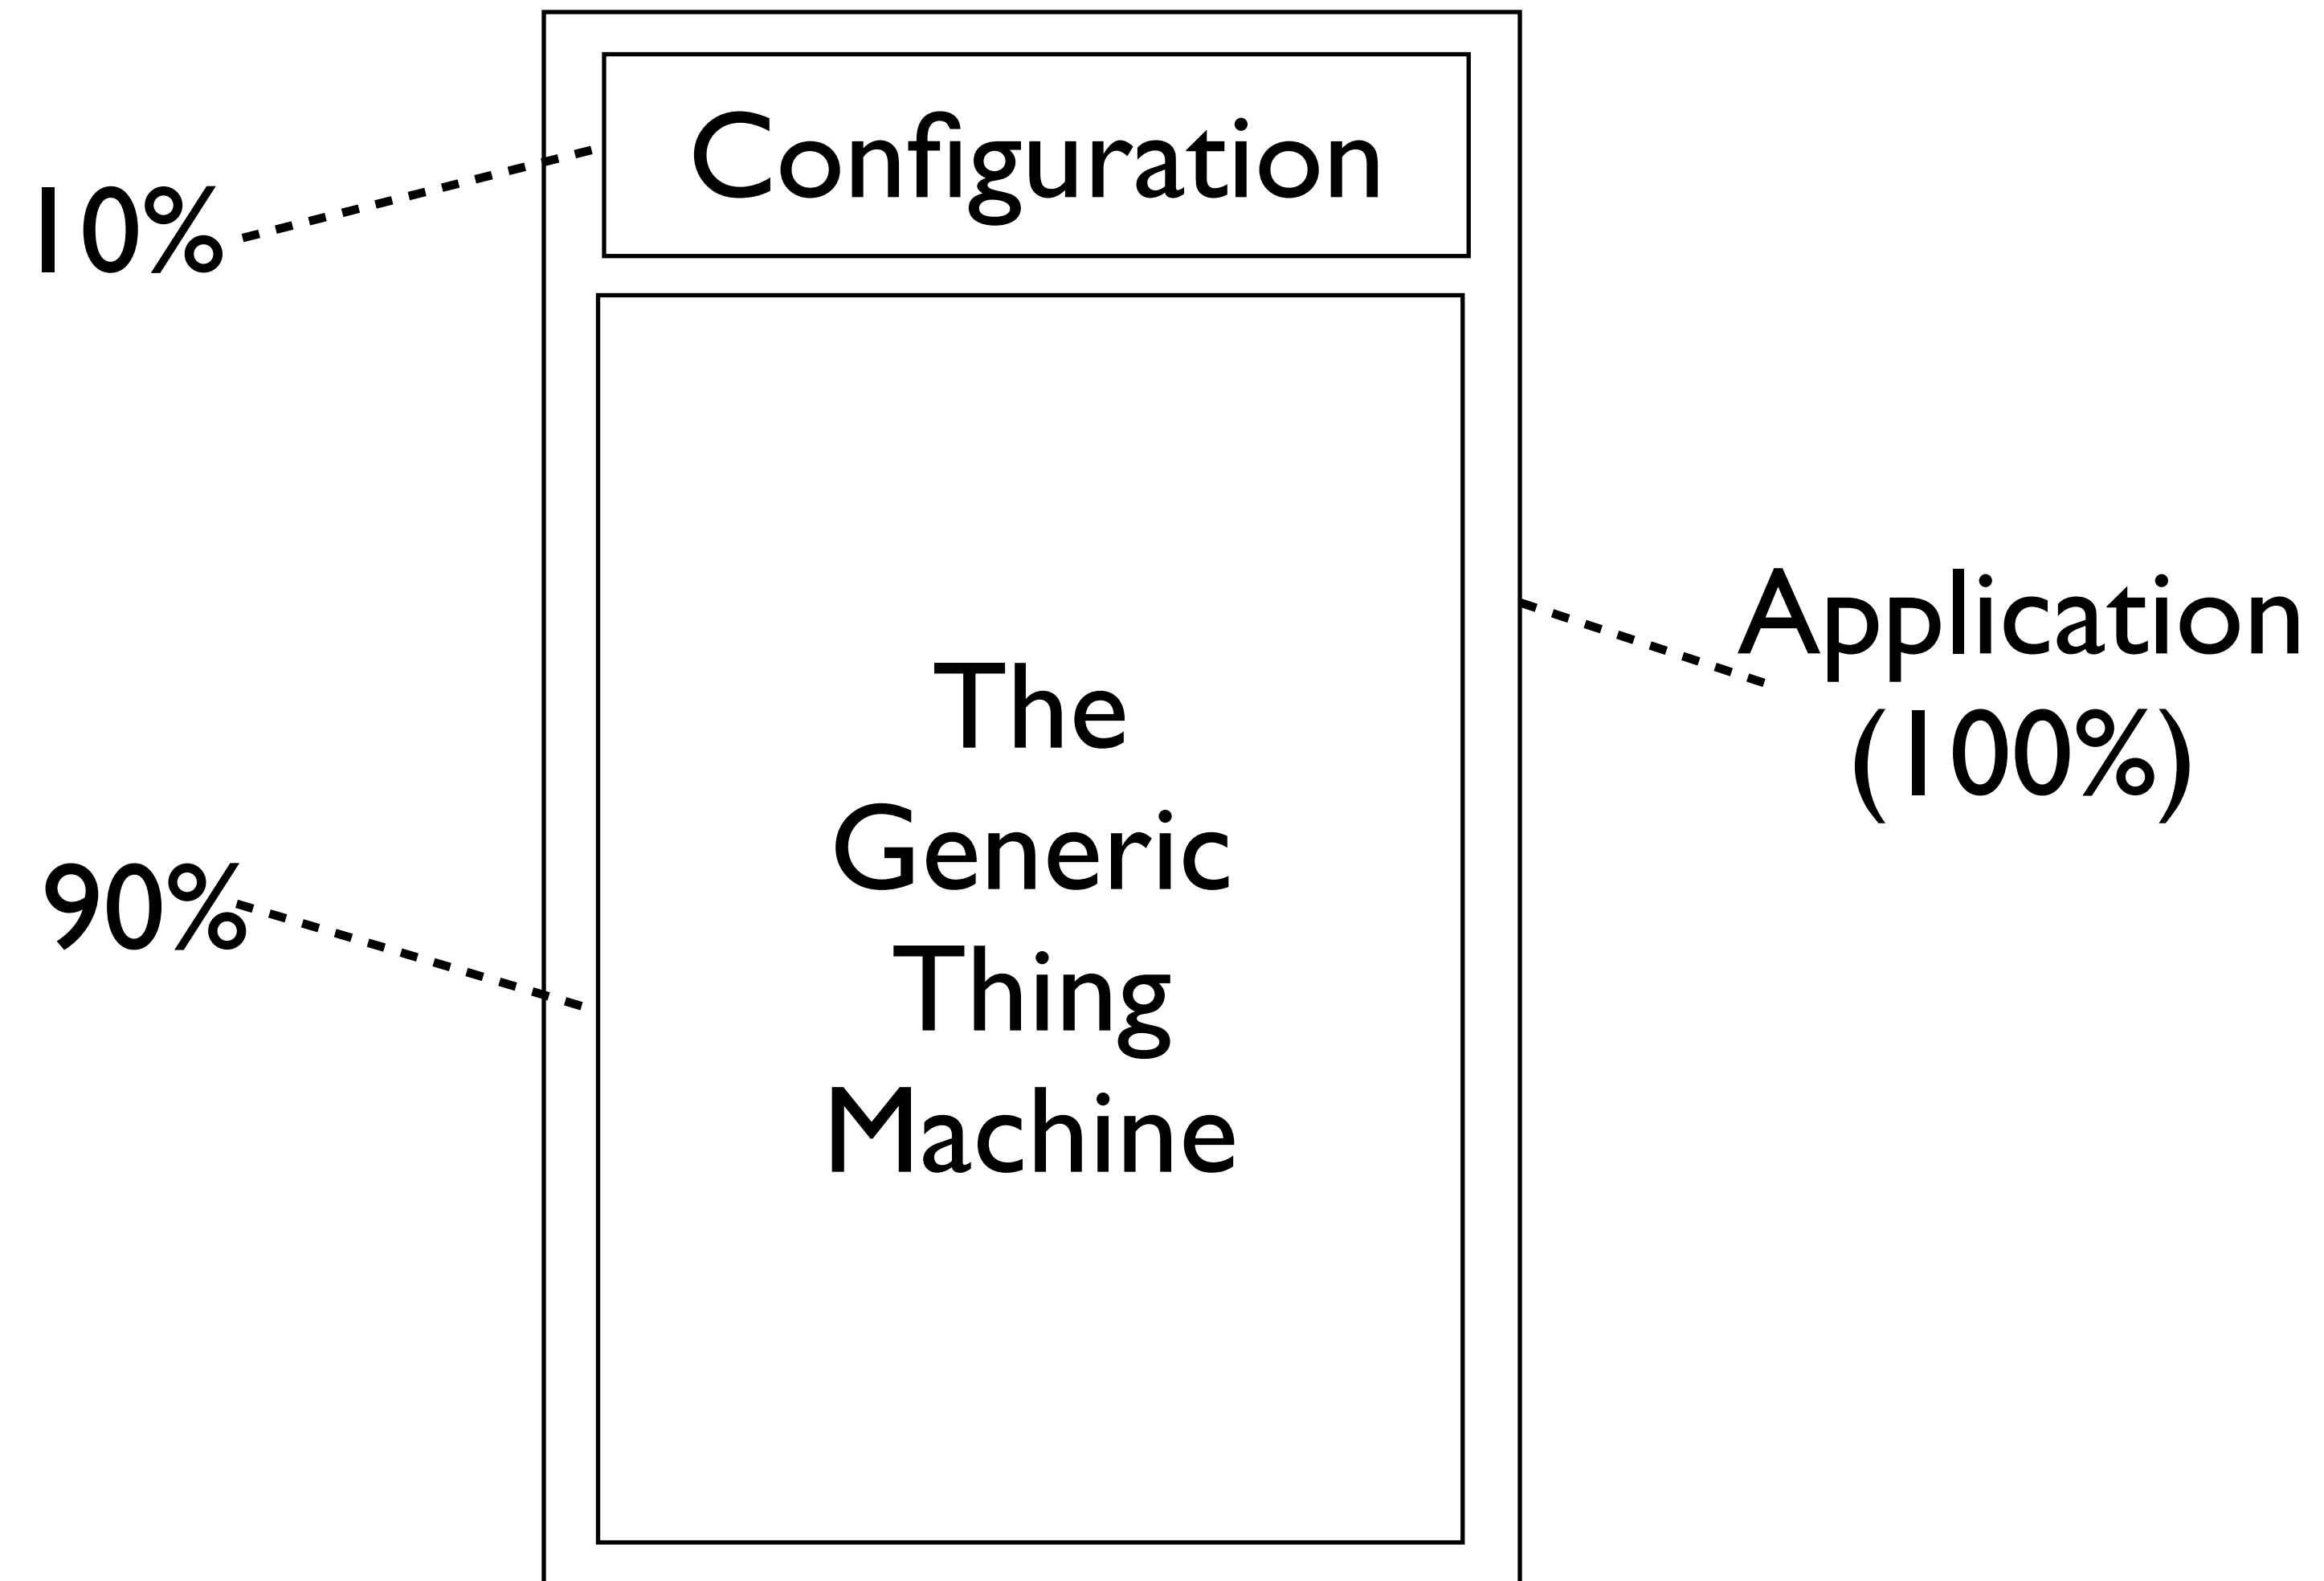 Configuration
10%
The
Generic
Thing
Machine
Application
(100%)
90%